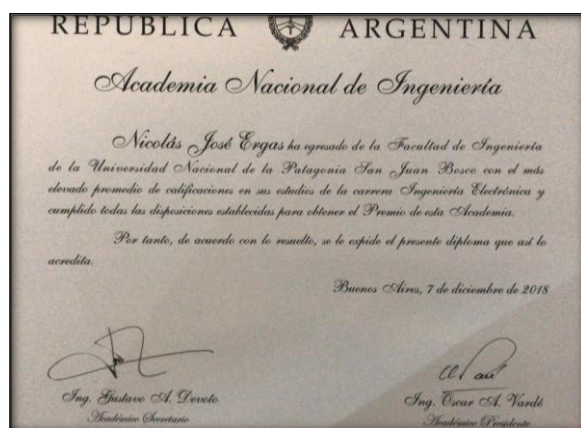 REPÚBLICA ARGENTINA
Academia Nacional de Ingeniería
Nicolás José Ergas ha egresado de la Facultad de Ingeniería
de la Universidad Nacional de la Patagonia San Juan Bosco con el más
elevado promedio de calificaciones en sus estudios de la carrera Ingeniería Electrónica y
cumplido todas las disposiciones establecidas para obtener el Premio de esta Academia.
Por tanto, de acuerdo con lo resuelto, se le expide el presente diploma que así lo
acredita.
Buenos Aires, 7 de diciembre de 2018
Ing. Gustavo A. Devoto
Académico Secretario
Ing. Oscar A. Vardé
Académico Presidente